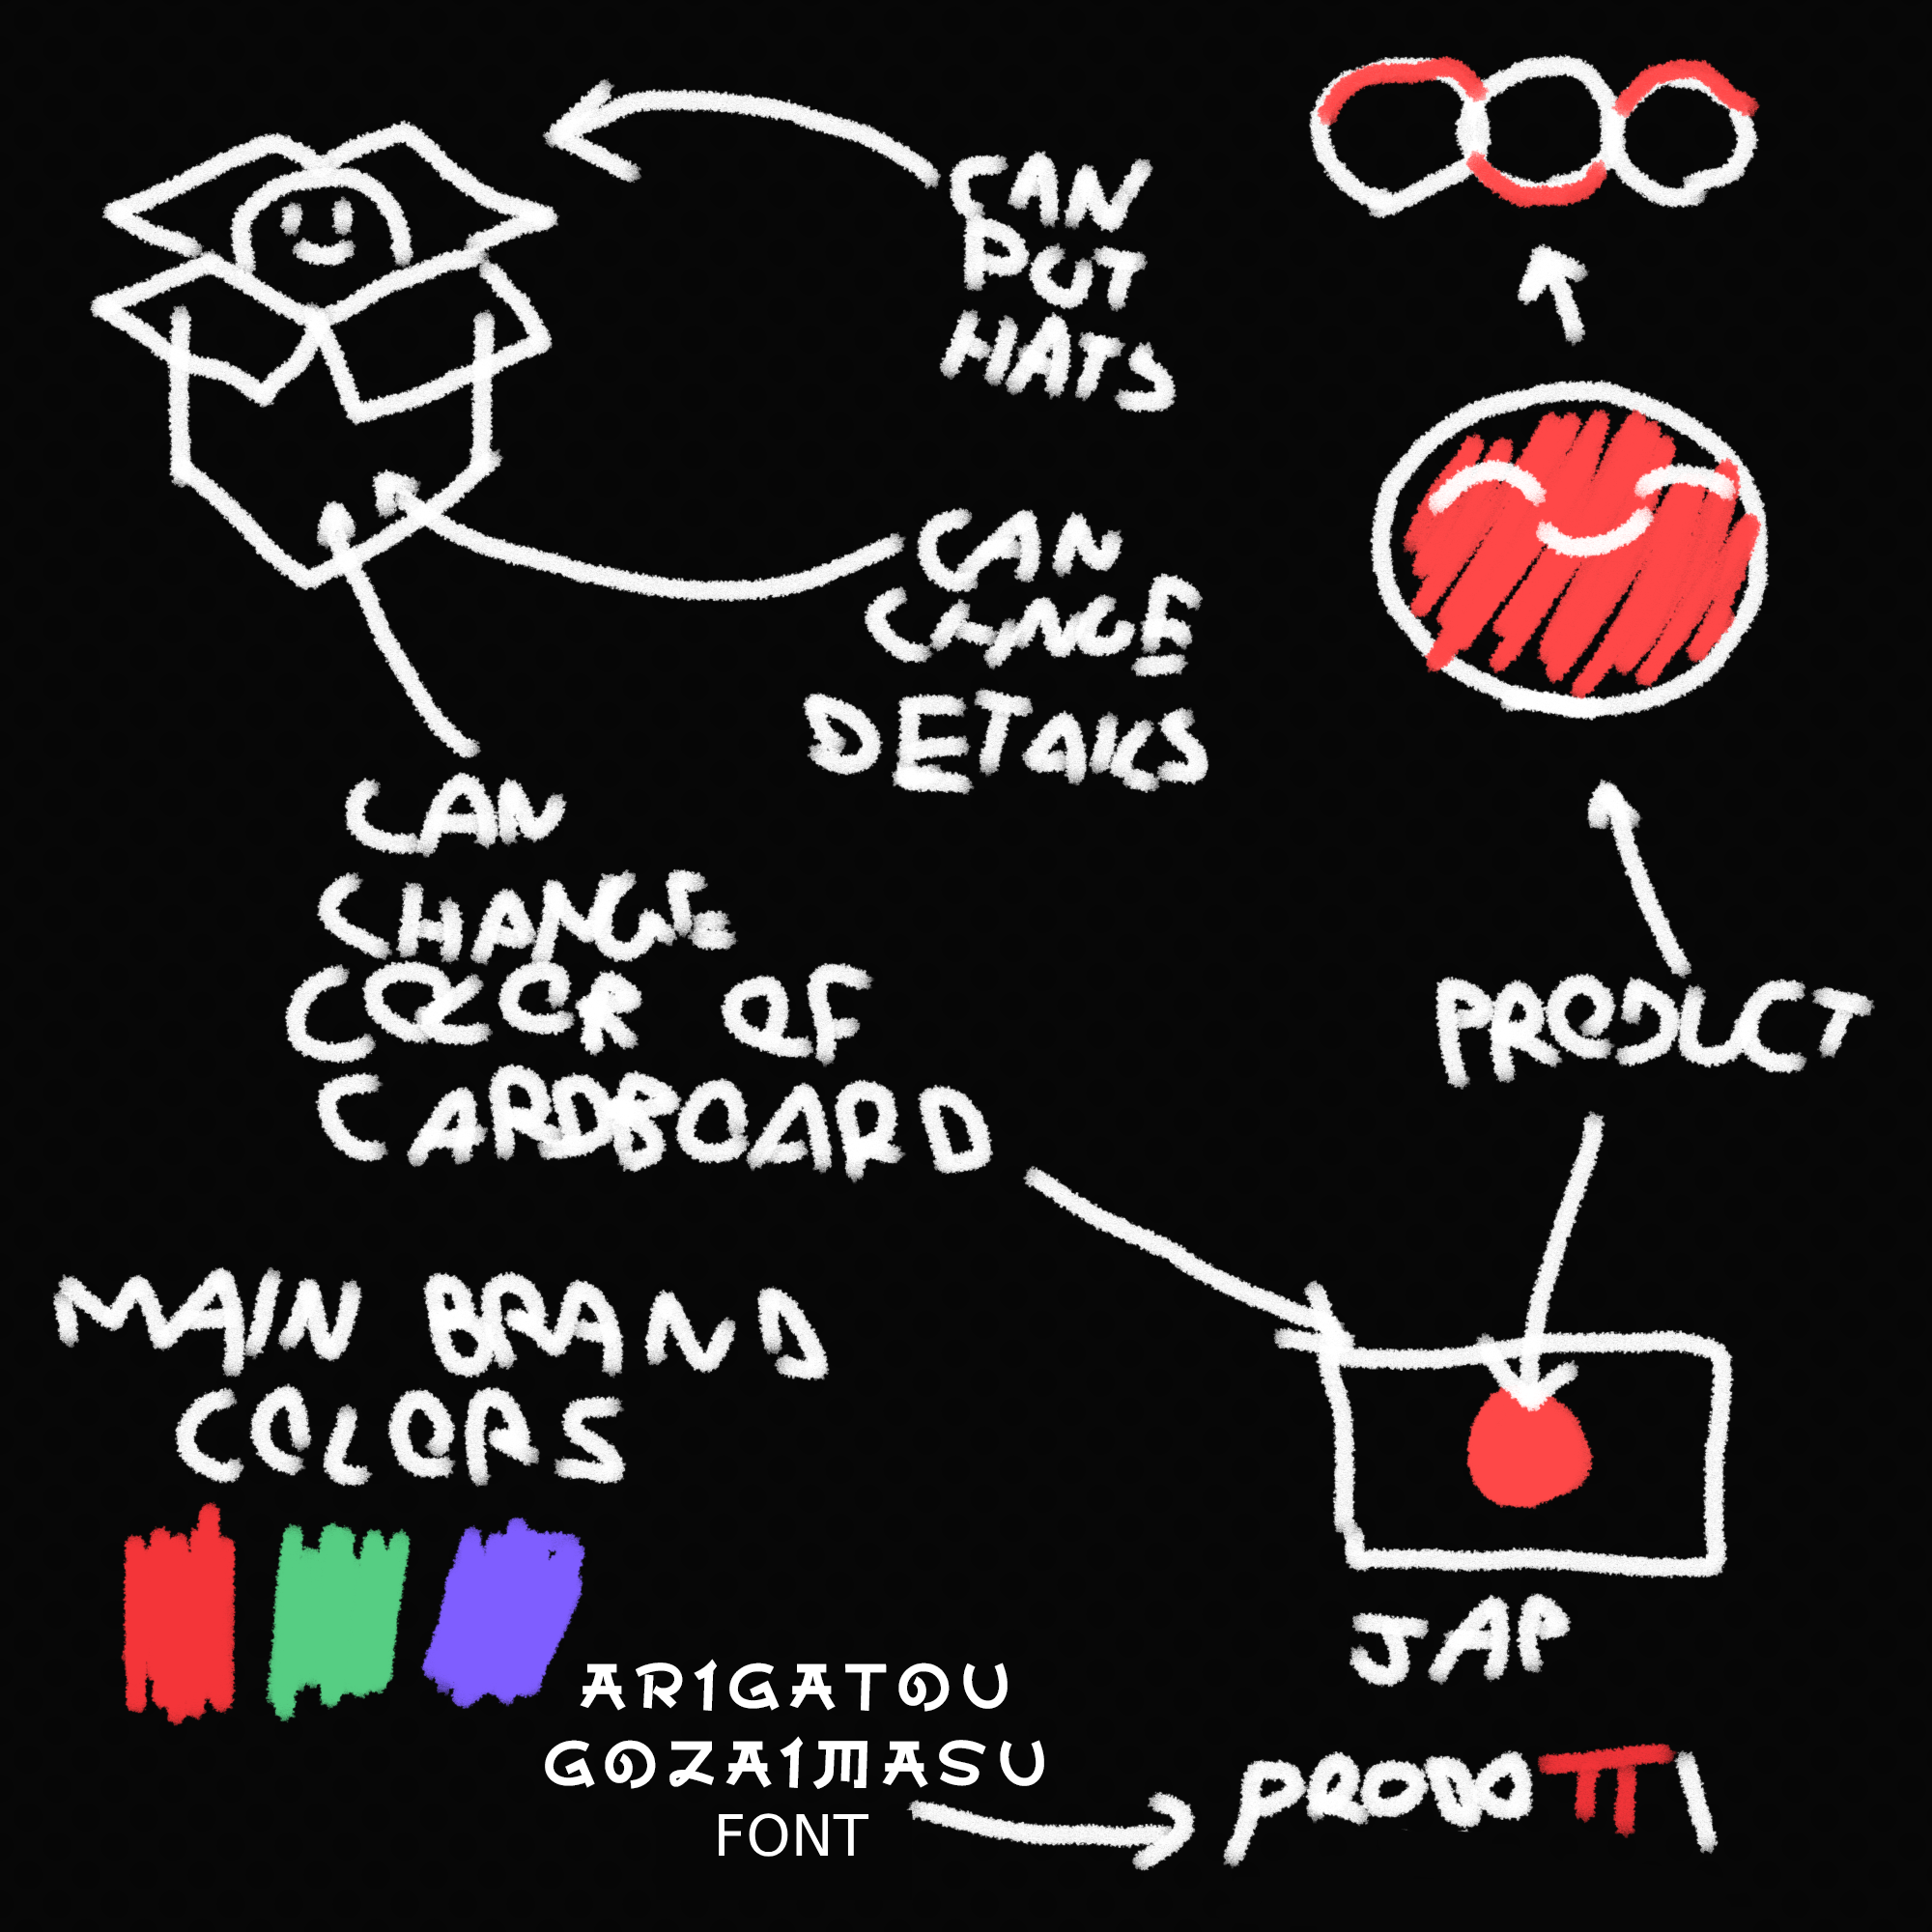 CAN
PUT
HATS
CAN
CHANGE
DETAILS
CAN
CHANGE
COLOR OF
CARDBOARD
PRODUCT
MAIN BRAND
COLORS
JAP
ARIGATOU
GOZAIMASU
FONT
PRODOTTI